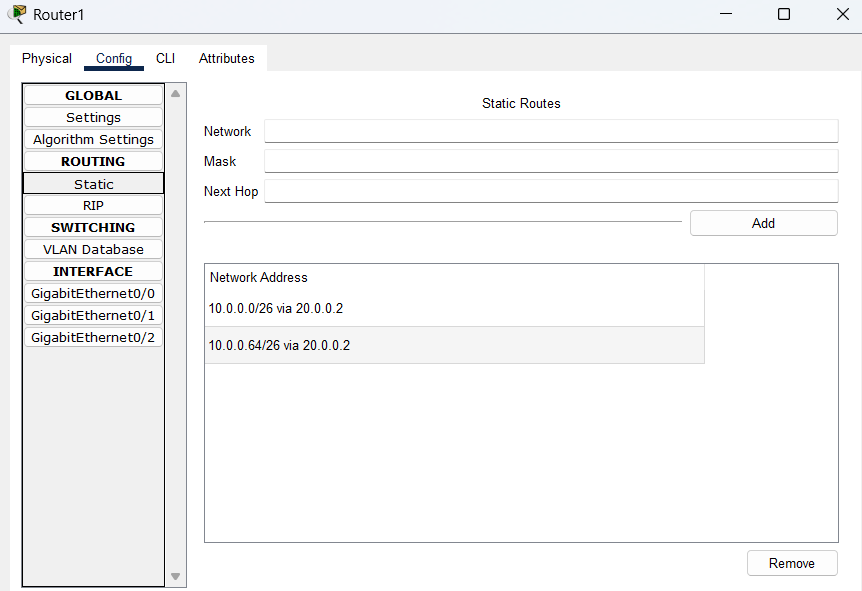 Router1
Physical Config CLI Attributes
GLOBAL
Settings
Algorithm Settings
ROUTING
Static
RIP
SWITCHING
VLAN Database
INTERFACE
GigabitEthernet0/0
GigabitEthernet0/1
GigabitEthernet0/2
Static Routes
Network
Mask
Next Hop
Add
Network Address
10.0.0.0/26 via 20.0.0.2
10.0.0.64/26 via 20.0.0.2
Remove